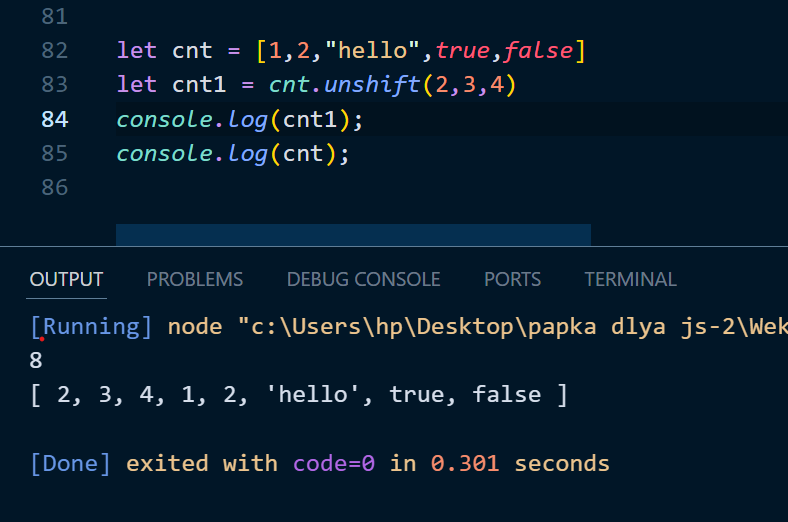 81
82 let cnt = [1,2,"hello",true,false]
83 let cnt1 = cnt.unshift(2,3,4)
84 console.log(cnt1);
85 console.log(cnt);
86
OUTPUT PROBLEMS DEBUG CONSOLE PORTS TERMINAL
[Running] node "c:\Users\hp\Desktop\papka dlya js-2\Wek
8
[ 2, 3, 4, 1, 2, 'hello', true, false ]
[Done] exited with code=0 in 0.301 seconds